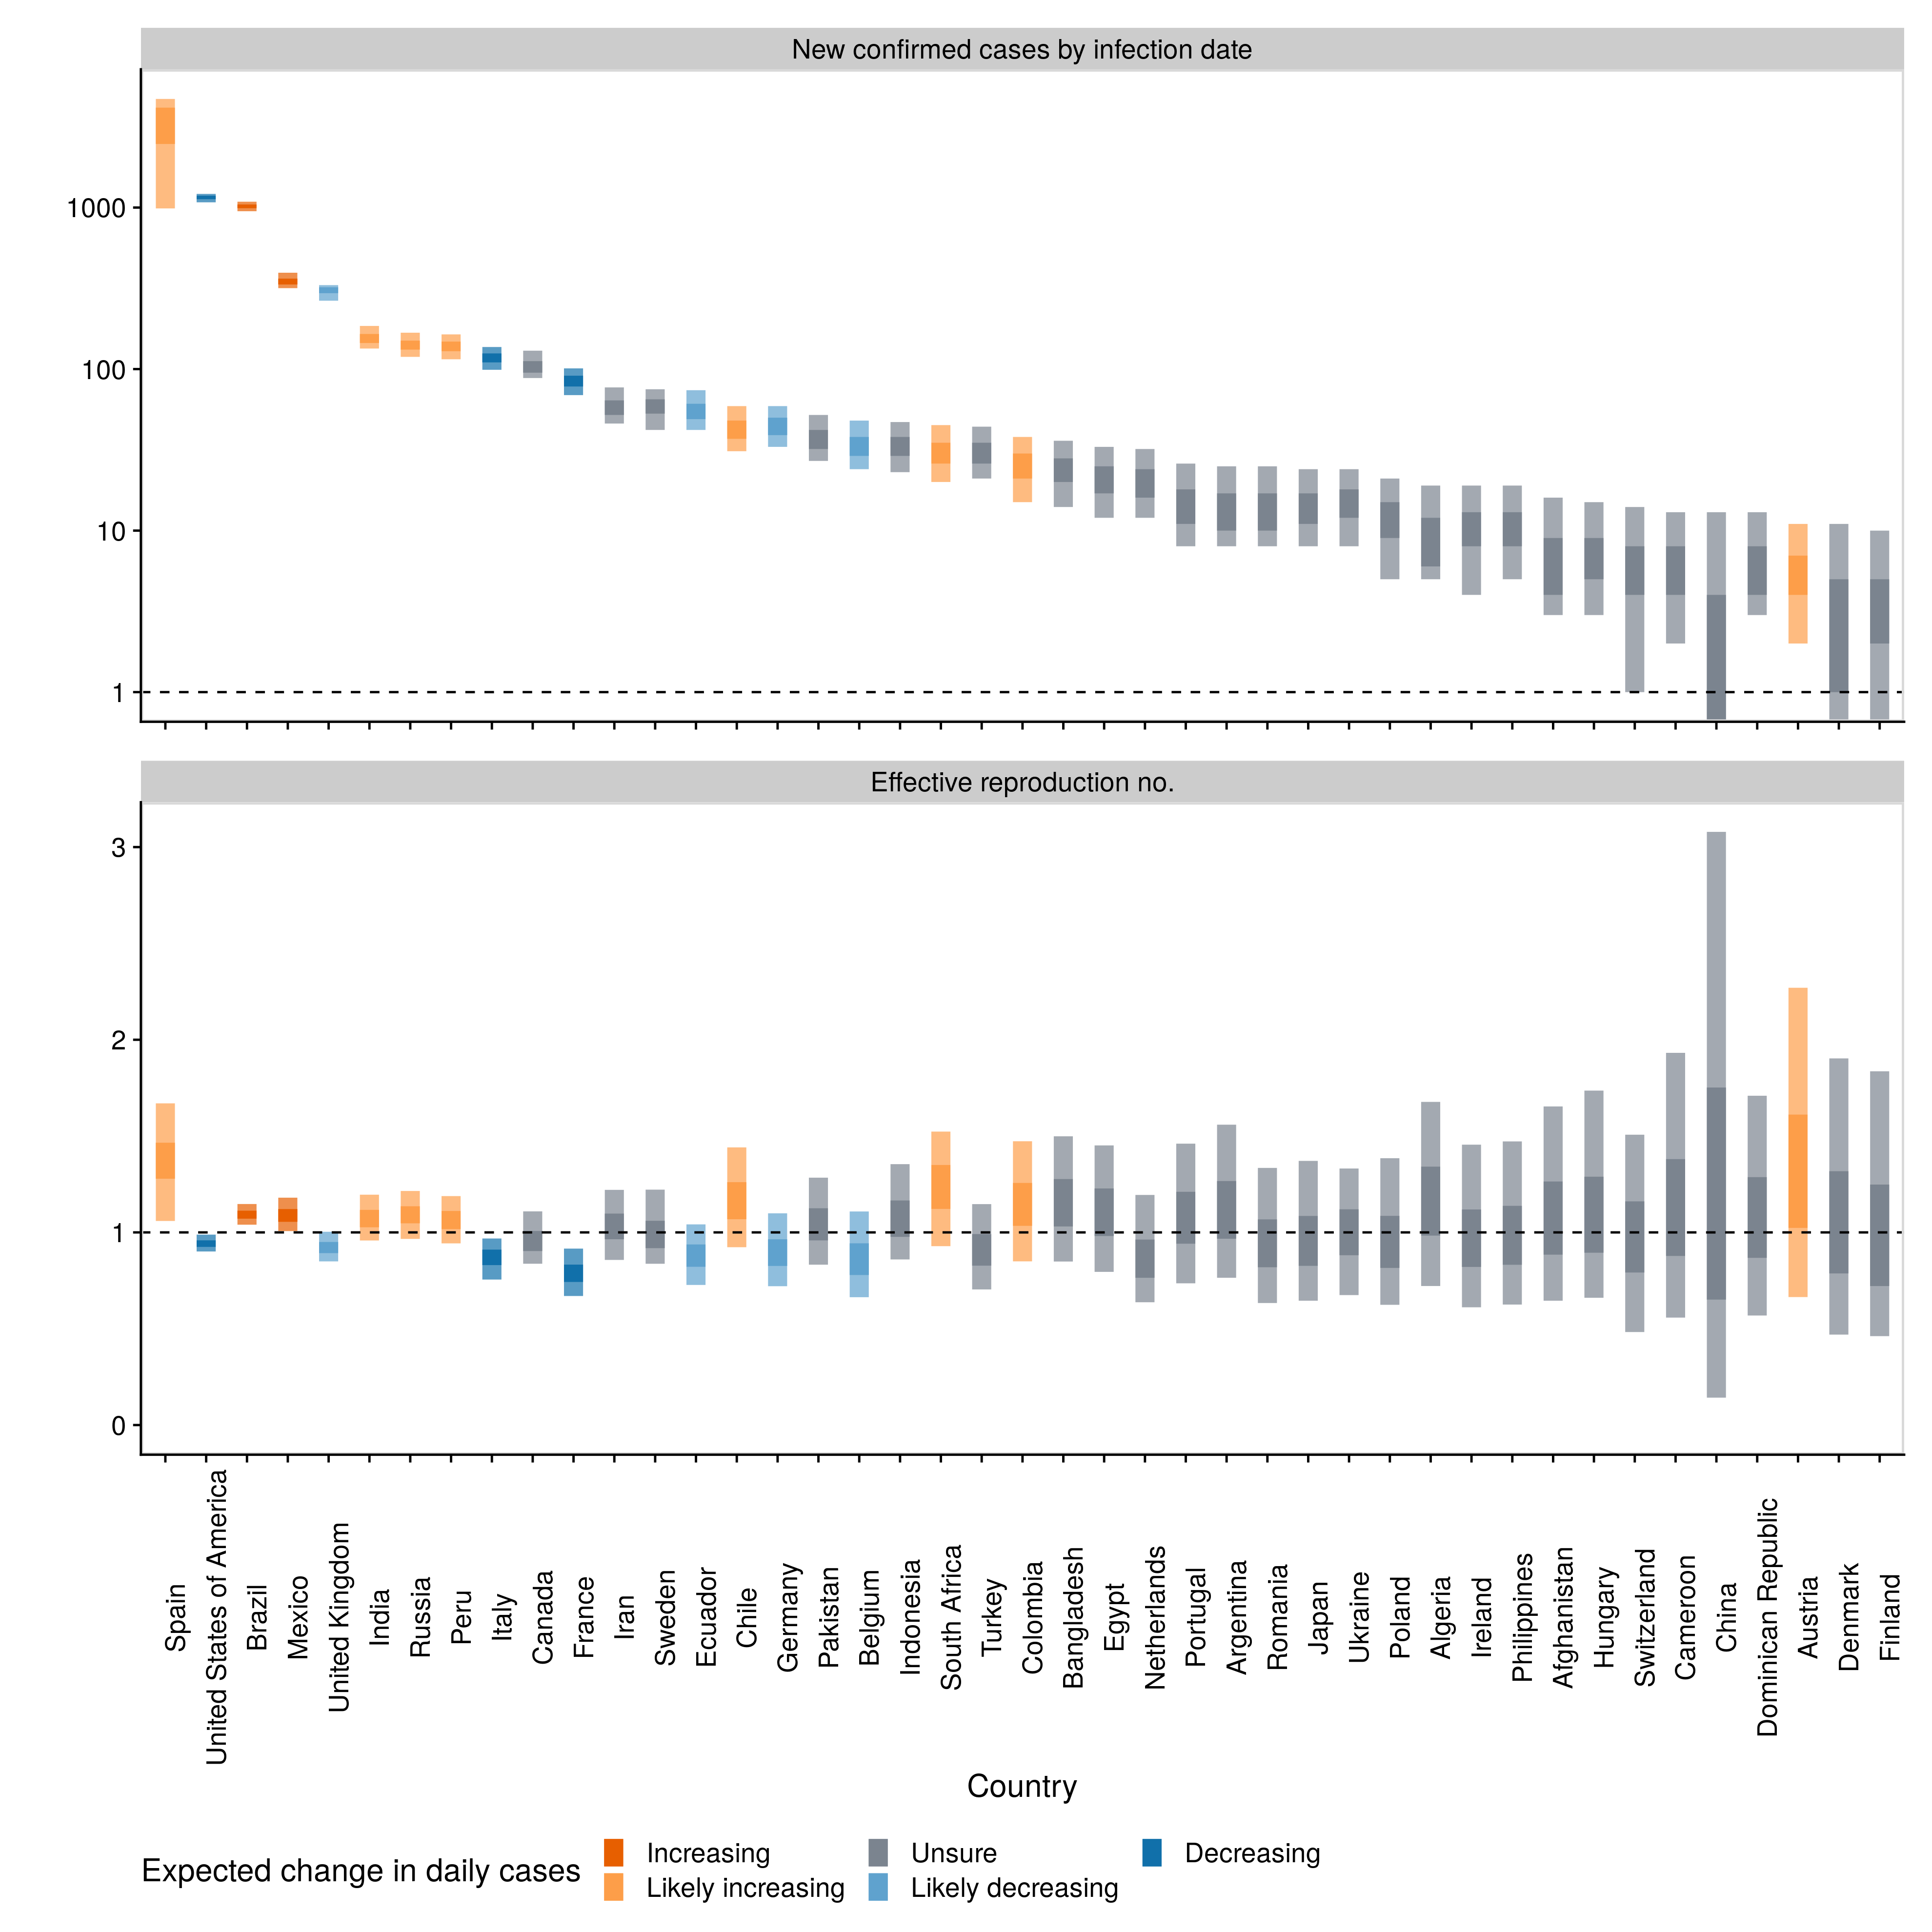 New confirmed cases by infection date
1000
100
10
1
Effective reproduction no.
3
2
1
0
Spain
United States of America
Brazil
Mexico
United Kingdom
India
Russia
Peru
Italy
Canada
France
Iran
Sweden
Ecuador
Chile
Germany
Pakistan
Belgium
Indonesia
South Africa
Turkey
Colombia
Bangladesh
Egypt
Netherlands
Portugal
Argentina
Romania
Japan
Ukraine
Poland
Algeria
Ireland
Philippines
Afghanistan
Hungary
Switzerland
Cameroon
China
Dominican Republic
Austria
Denmark
Finland
Country
Expected change in daily cases
Increasing
Unsure
Decreasing
Likely increasing
Likely decreasing